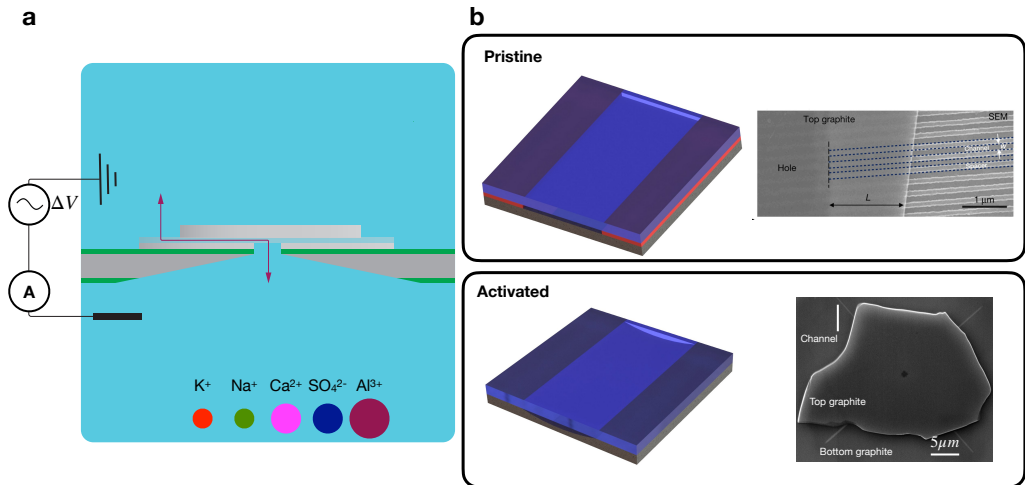 a
b
ΔV
A
K⁺ Na⁺ Ca²⁺ SO₄²⁻ Al³⁺
Pristine
Top graphite
SEM
Hole
L
1 μm
Activated
Channel
Top graphite
Bottom graphite
5μm